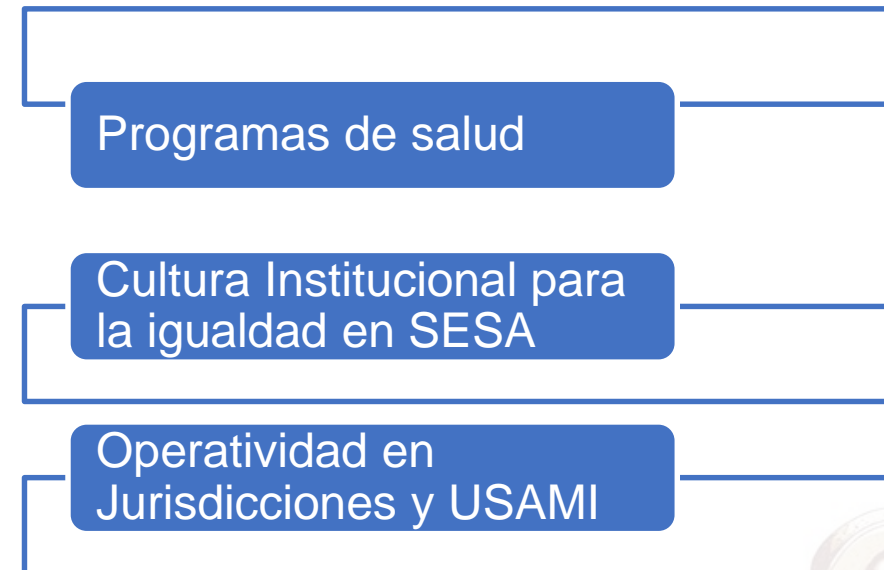 Programas de salud
Cultura Institucional para
la igualdad en SESA
Operatividad en
Jurisdicciones y USAMI